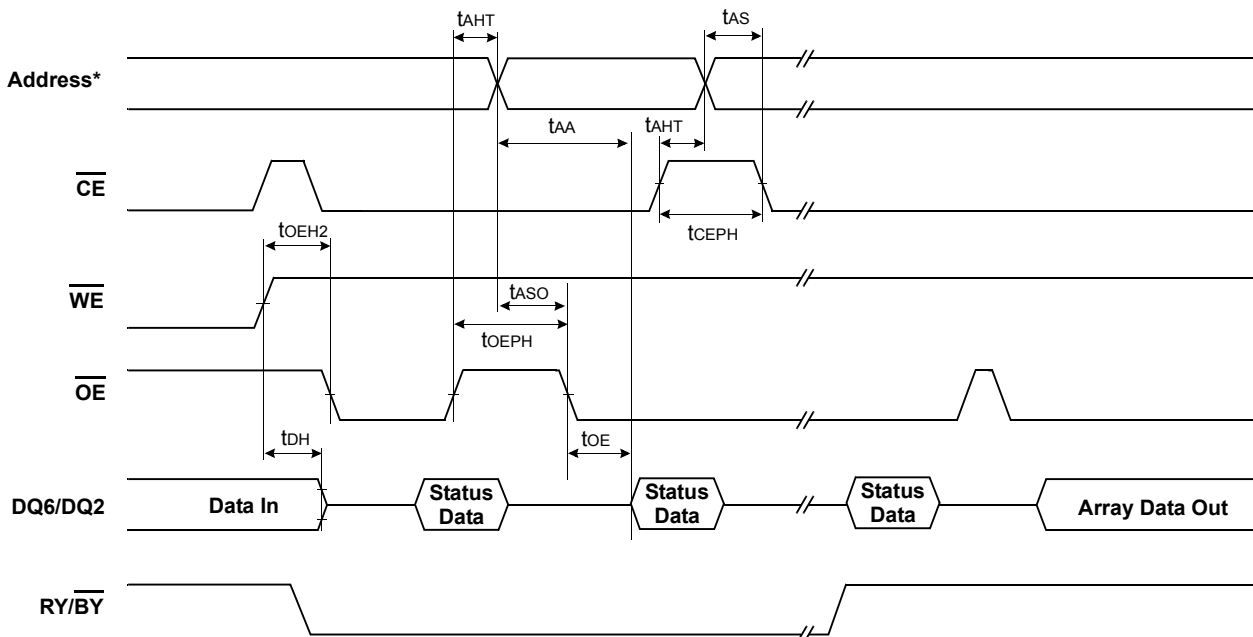 tAHT
tAS
Address*
tAA
tAHT
CE
tOEH2
tCEPH
WE
tASO
tOEPH
OE
tDH
tOE
DQ6/DQ2
Data In
Status
Data
Status
Data
Status
Data
Array Data Out
RY/BY